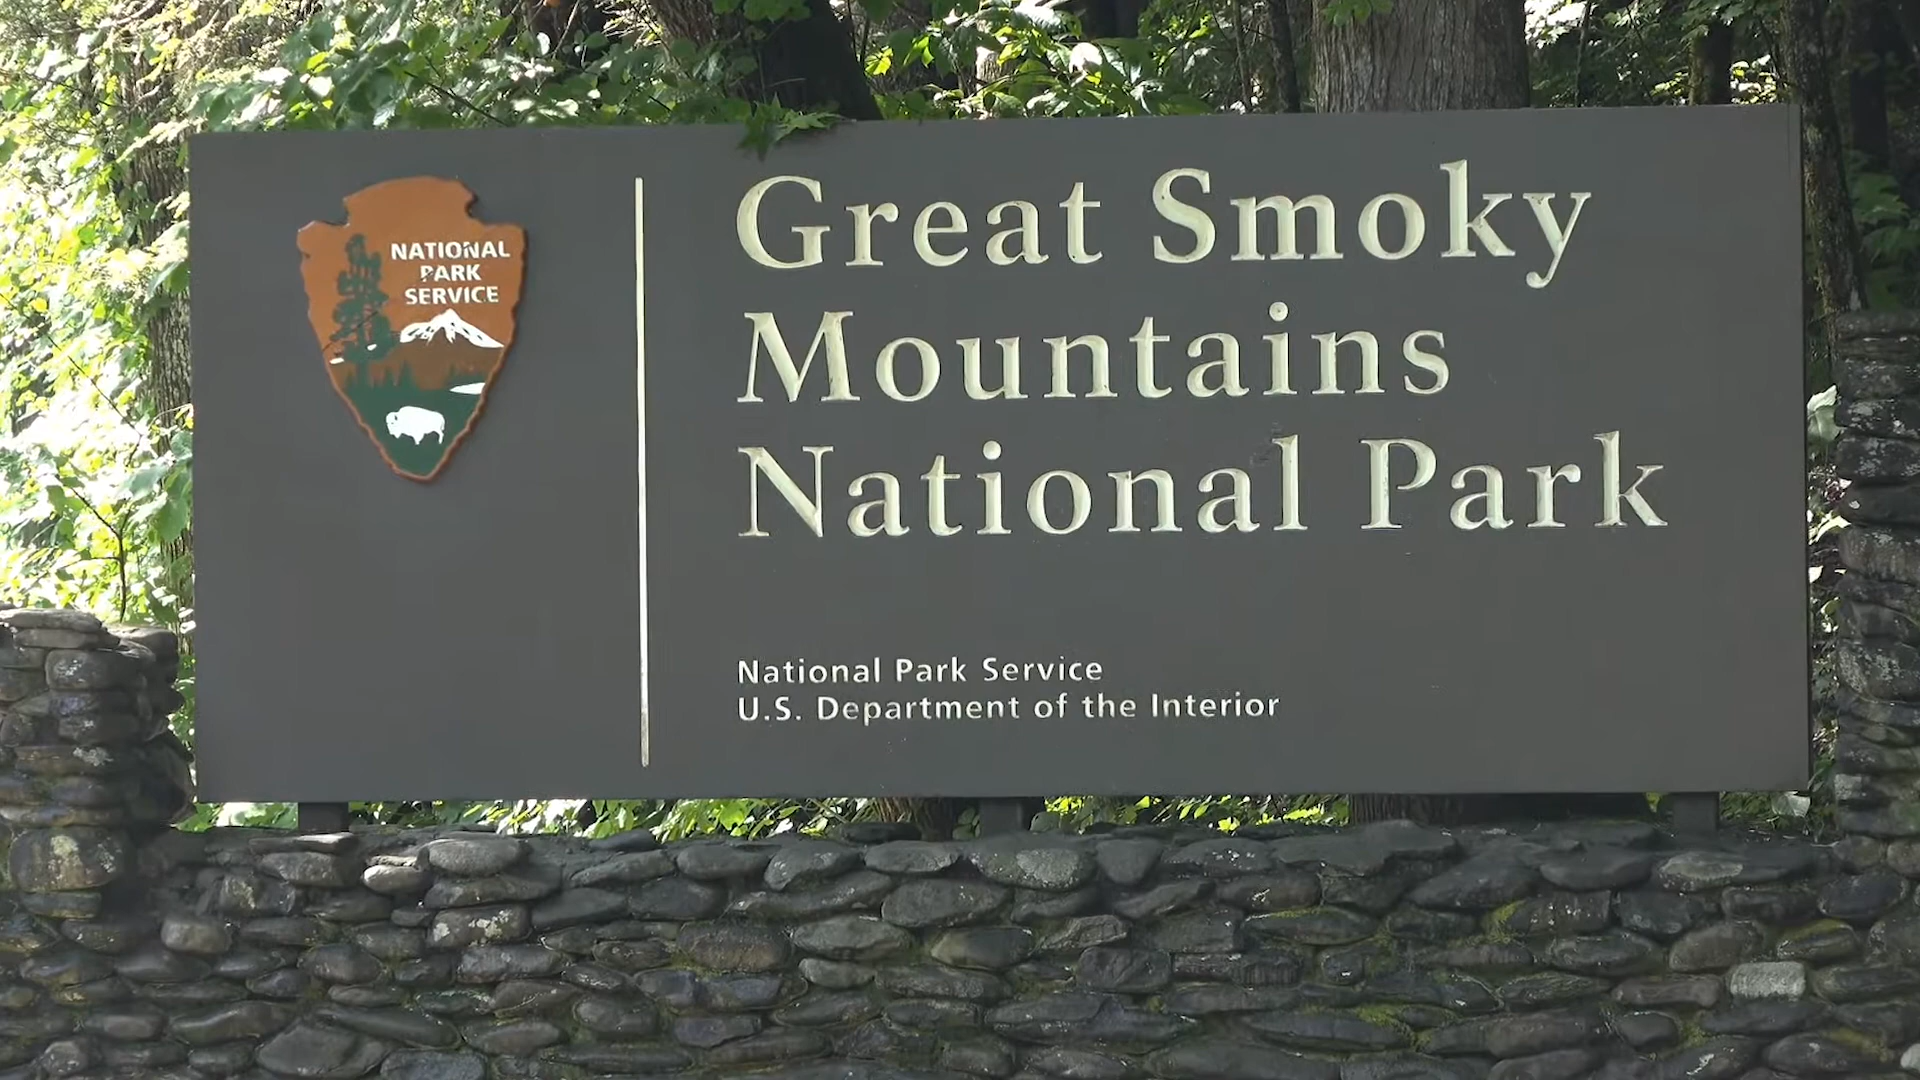 NATIONAL
PARK
SERVICE
Great Smoky
Mountains
National Park
National Park Service
U.S. Department of the Interior